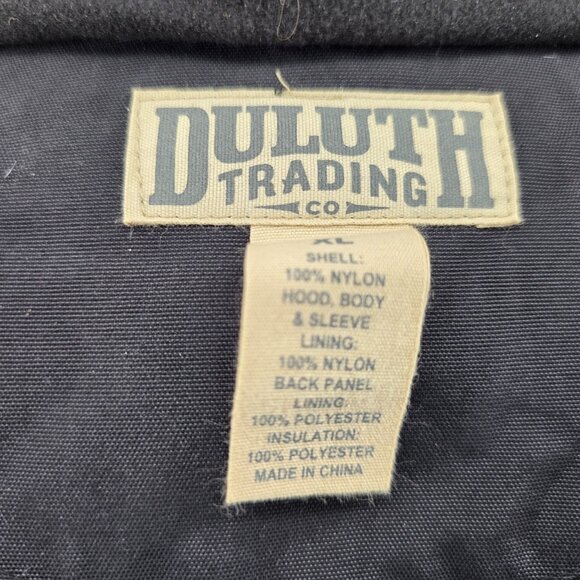 DULUTH
TRADING
CO
XL
SHELL:
100% NYLON
HOOD, BODY
& SLEEVE
LINING:
100% NYLON
BACK PANEL
LINING:
100% POLYESTER
INSULATION:
100% POLYESTER
MADE IN CHINA